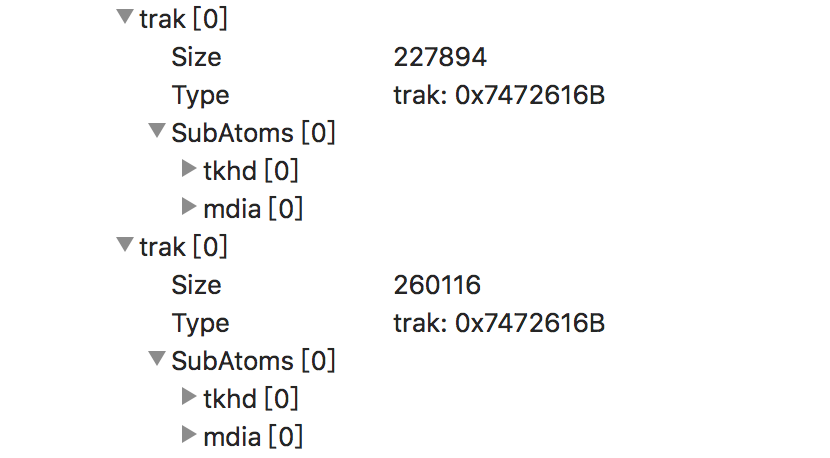 trak [0]
Size 227894
Type trak: 0x7472616B
SubAtoms [0]
tkhd [0]
mdia [0]
trak [0]
Size 260116
Type trak: 0x7472616B
SubAtoms [0]
tkhd [0]
mdia [0]